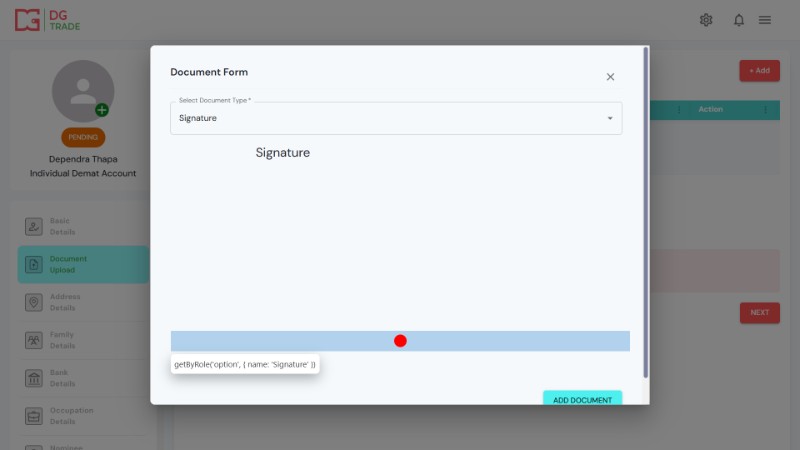 DG
TRADE
PENDING
Dependra Thapa
Individual Demat Account
Basic
Details
Document
Upload
Address
Details
Family
Details
Bank
Details
Occupation
Details
Nominee
Document Form
Select Document Type *
Signature
Signature
getByRole('option', { name: 'Signature' })
ADD DOCUMENT
+ Add
Action
NEXT